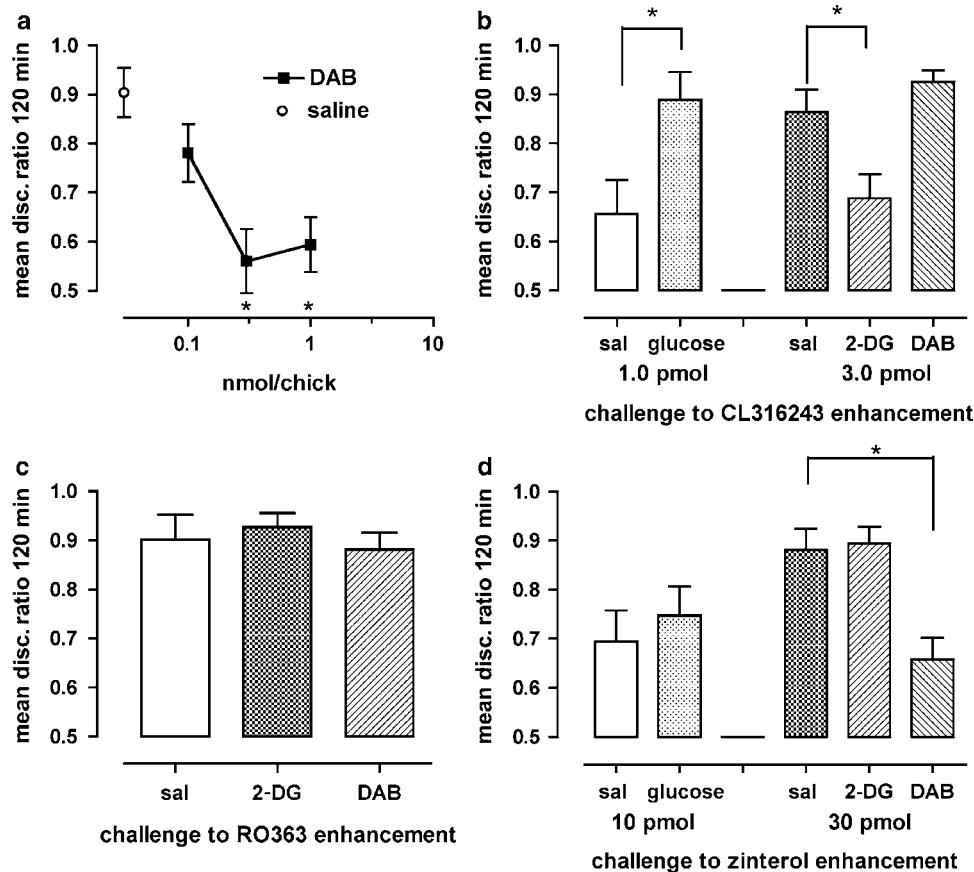 a
mean disc. ratio 120 min
1.0
0.9
0.8
0.7
0.6
0.5
DAB
saline
* *
0.1 1 10
nmol/chick
b
mean disc. ratio 120 min
1.0
0.9
0.8
0.7
0.6
0.5
* *
sal glucose sal 2-DG DAB
1.0 pmol 3.0 pmol
challenge to CL316243 enhancement
c
mean disc. ratio 120 min
1.0
0.9
0.8
0.7
0.6
0.5
sal 2-DG DAB
challenge to RO363 enhancement
d
mean disc. ratio 120 min
1.0
0.9
0.8
0.7
0.6
0.5
*
sal glucose sal 2-DG DAB
10 pmol 30 pmol
challenge to zinterol enhancement